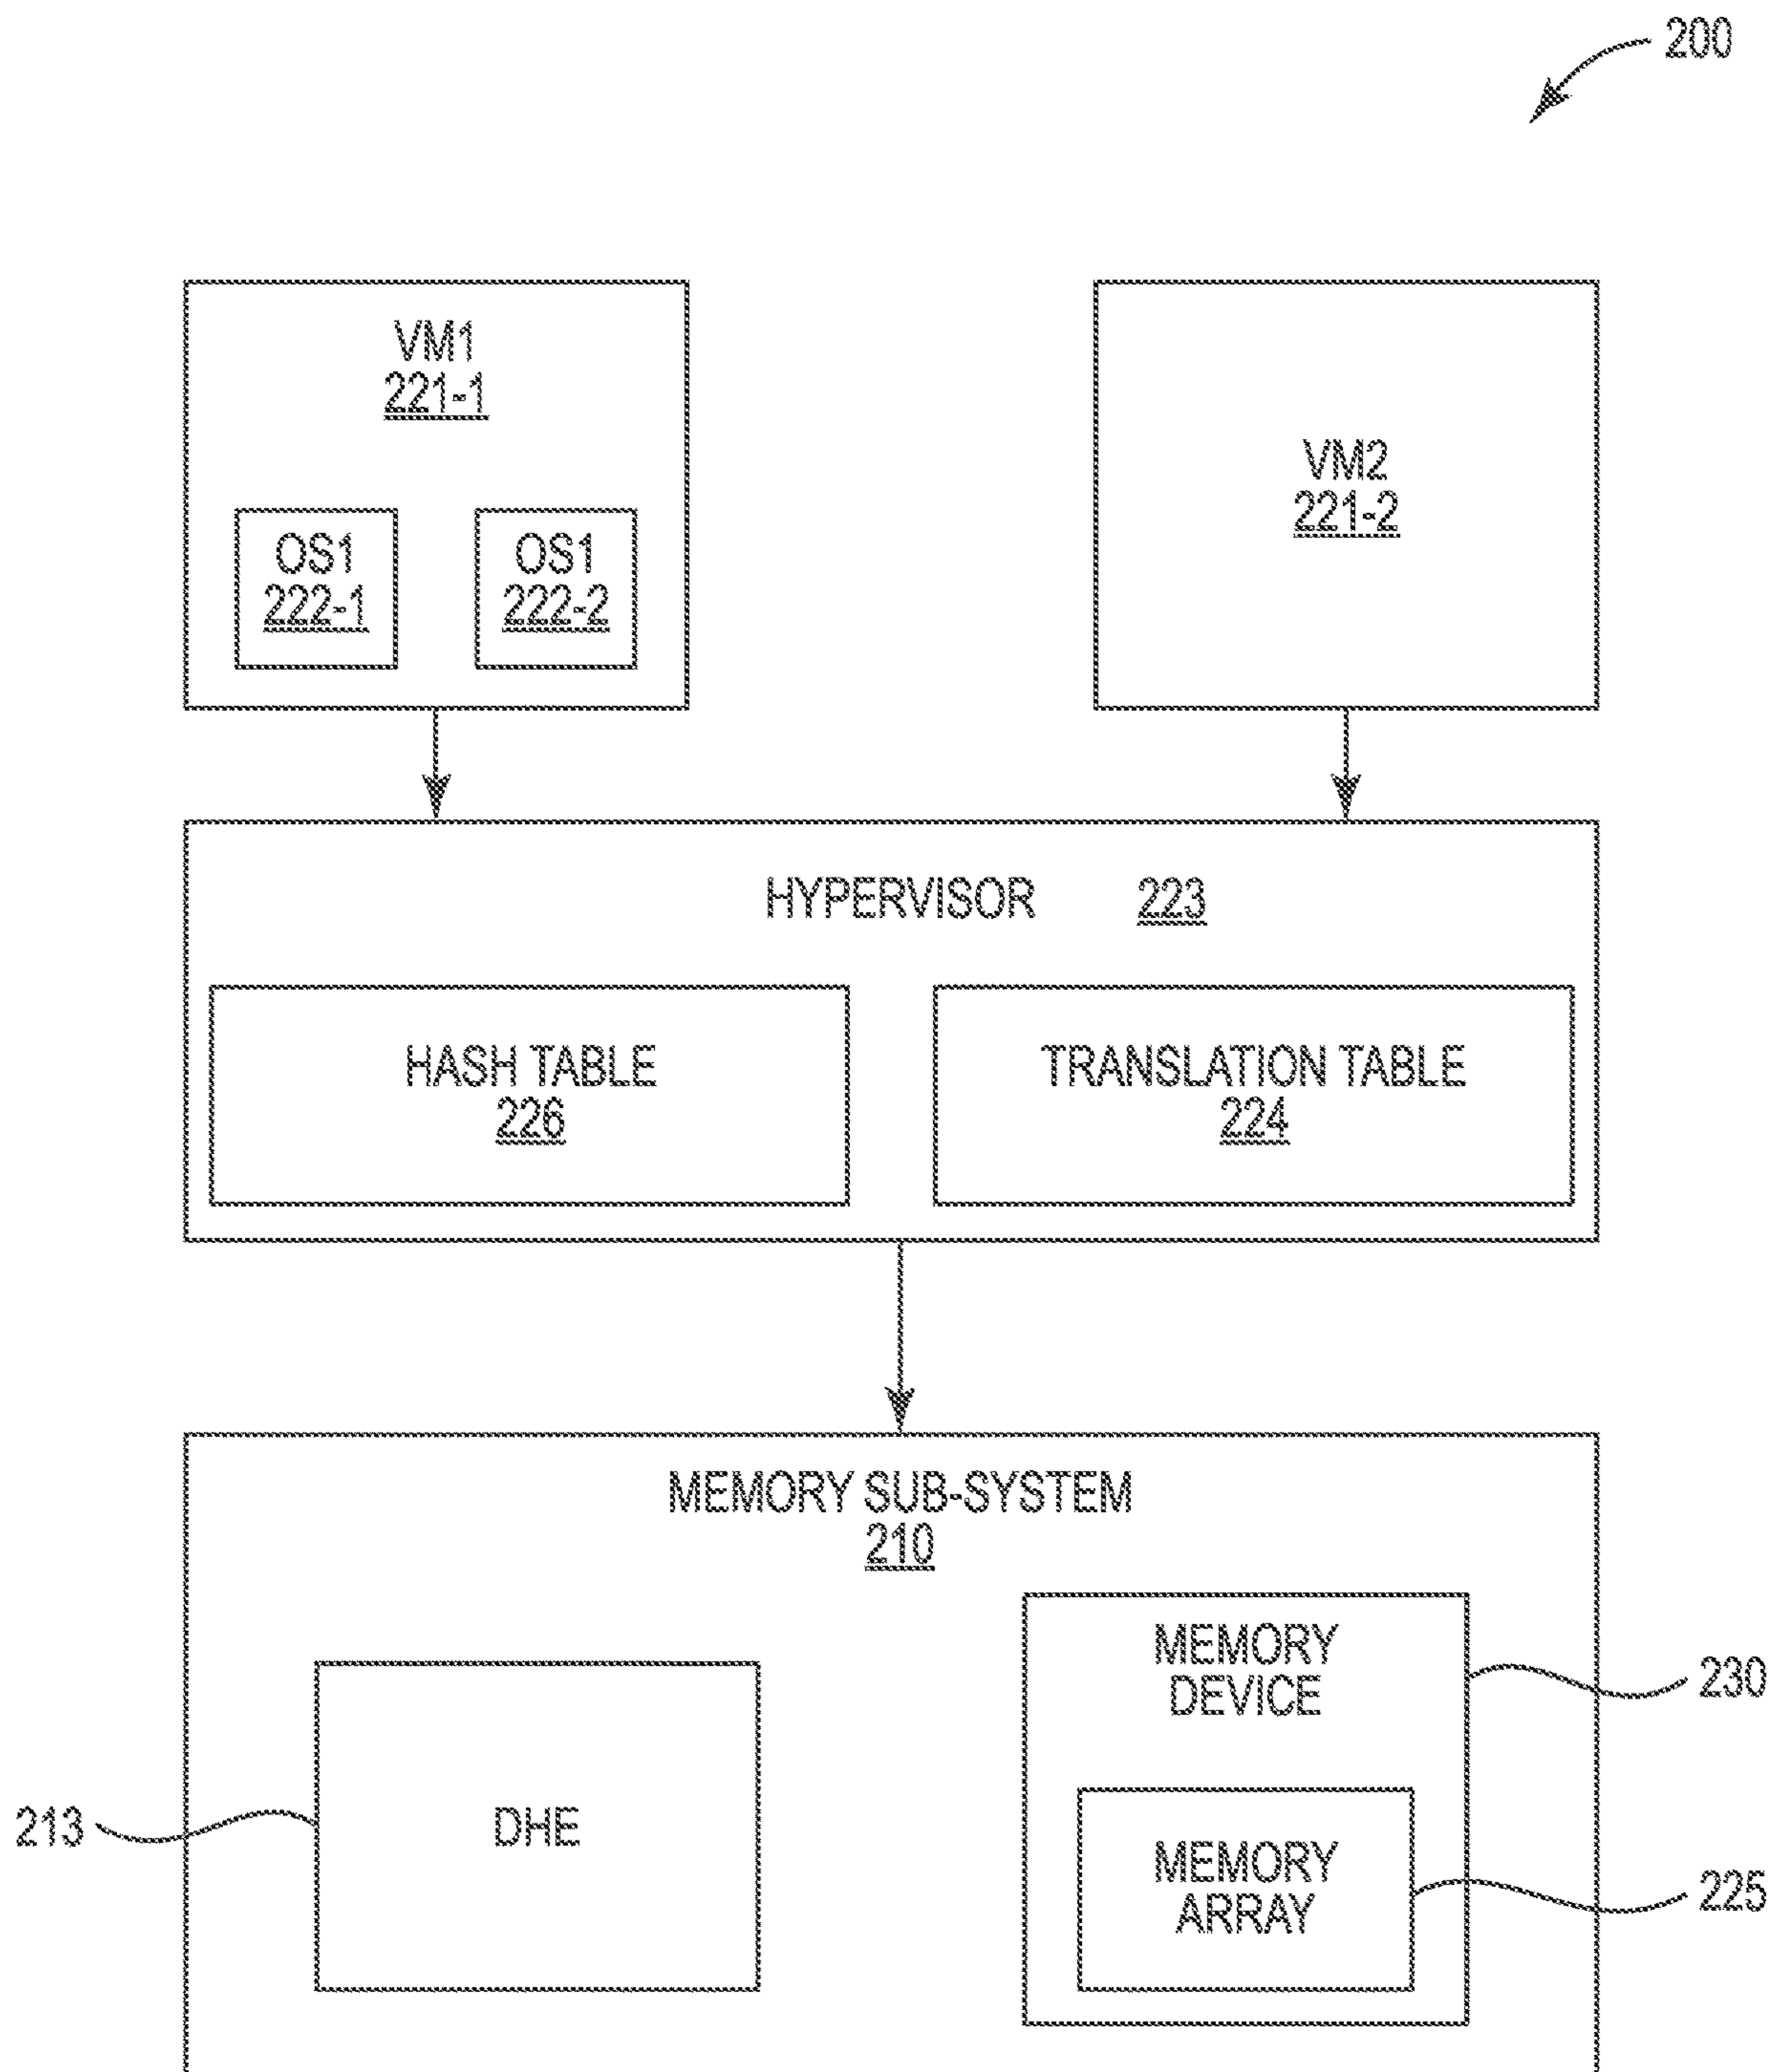 200
VM1
221-1
OS1
222-1
OS1
222-2
VM2
221-2
HYPERVISOR 223
HASH TABLE
226
TRANSLATION TABLE
224
MEMORY SUB-SYSTEM
210
MEMORY
DEVICE
230
213
DHE
MEMORY
ARRAY
225